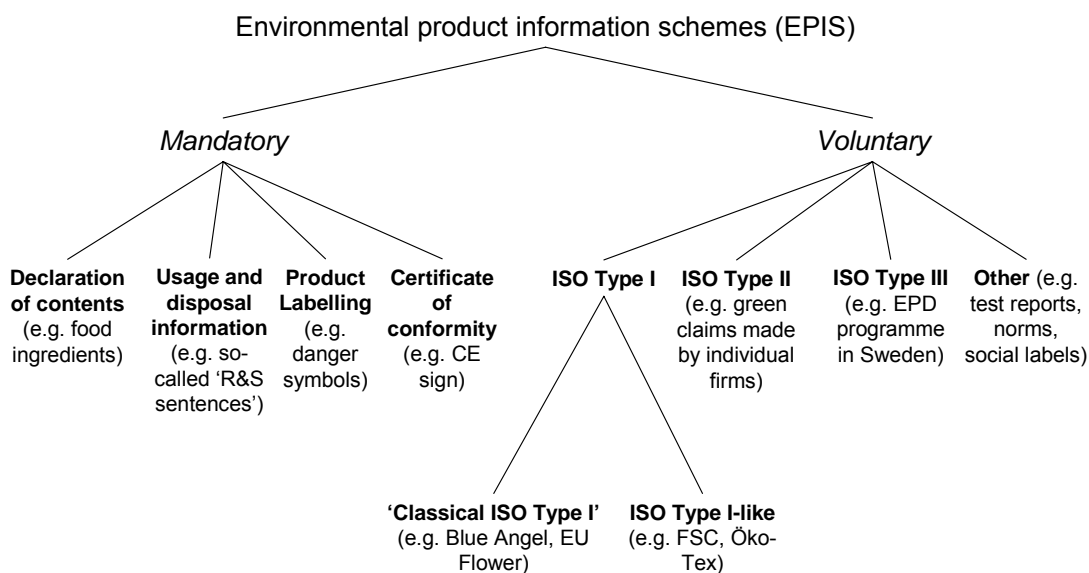 Environmental product information schemes (EPIS)
Mandatory
Voluntary
Declaration
of contents
(e.g. food
ingredients)
Usage and
disposal
information
(e.g. so-
called ‘R&S
sentences’)
Product
Labelling
(e.g.
danger
symbols)
Certificate
of
conformity
(e.g. CE
sign)
ISO Type I
ISO Type II
(e.g. green
claims made
by individual
firms)
ISO Type III
(e.g. EPD
programme
in Sweden)
Other (e.g.
test reports,
norms,
social labels)
‘Classical ISO Type I’
(e.g. Blue Angel, EU
Flower)
ISO Type I-like
(e.g. FSC, Öko-
Tex)